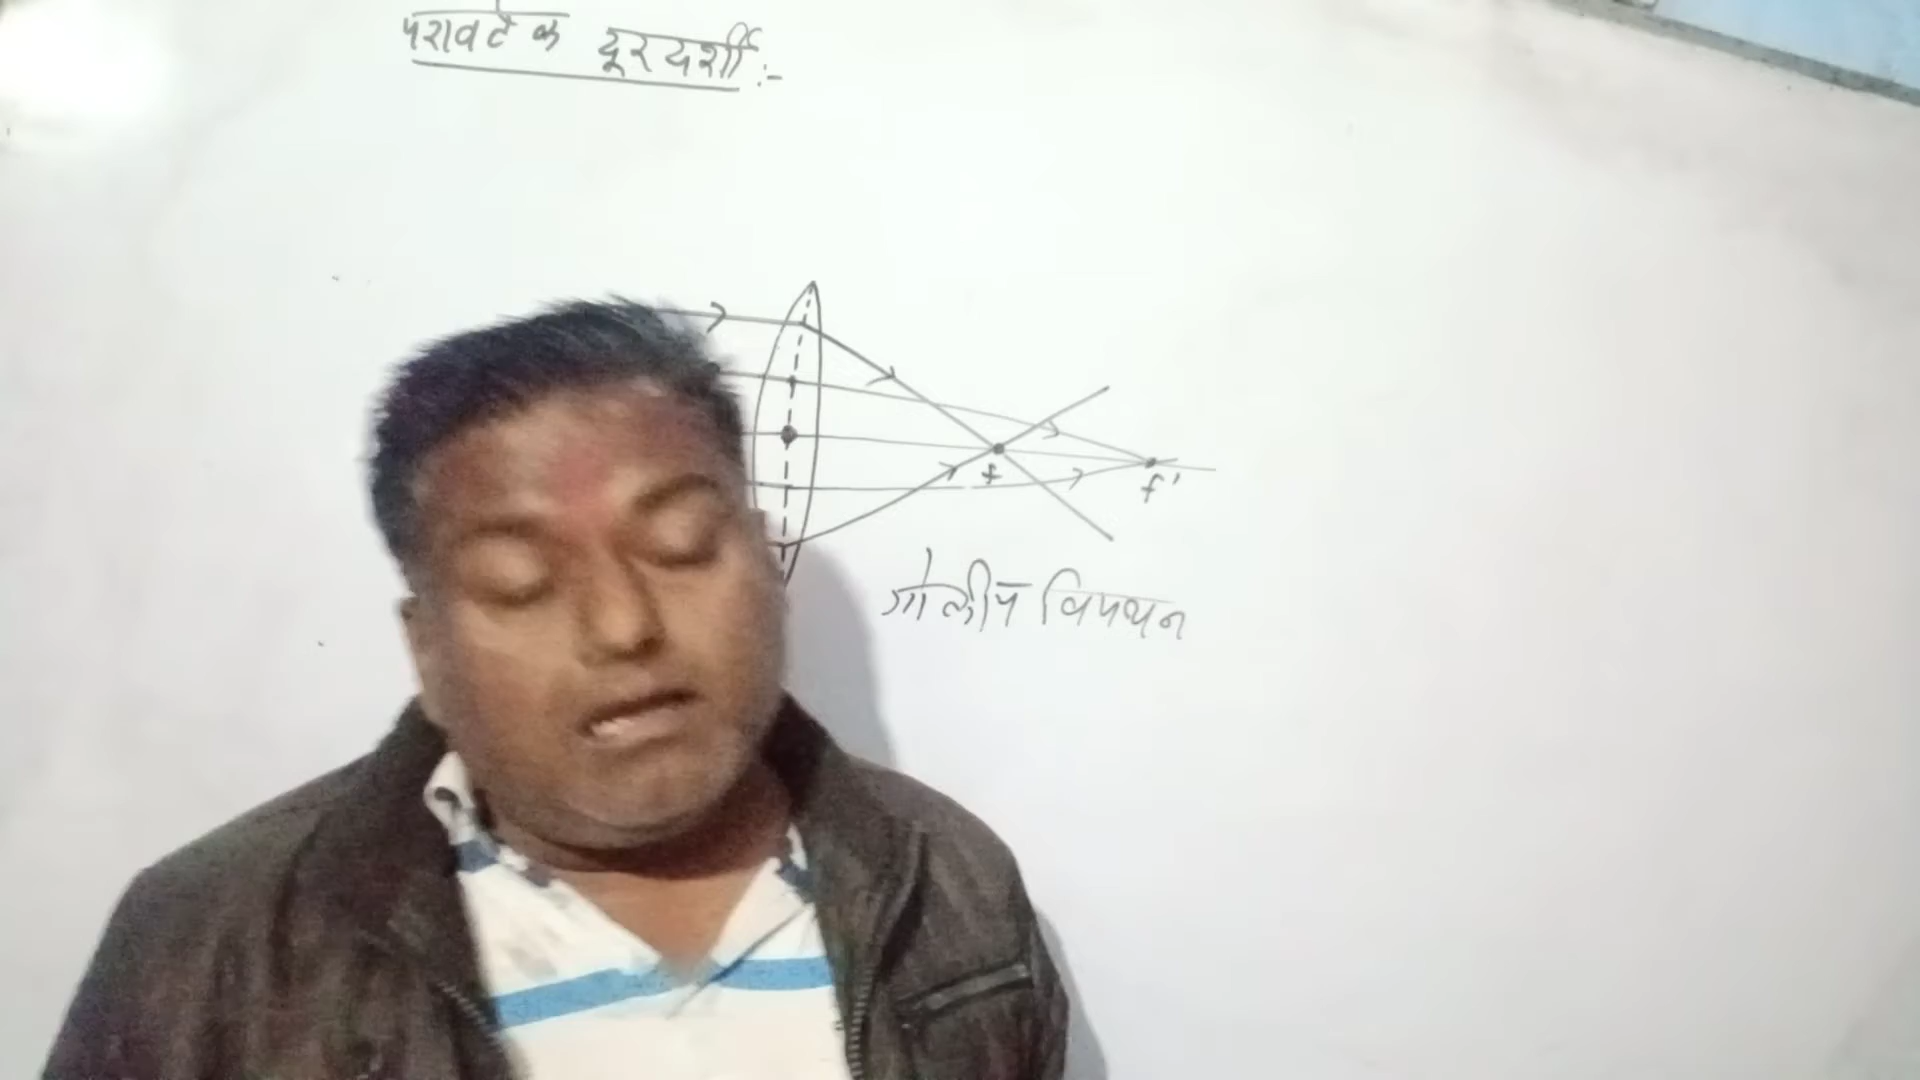 परावर्तक दूरदर्शी :-
f
f'
गोलीय विपथन